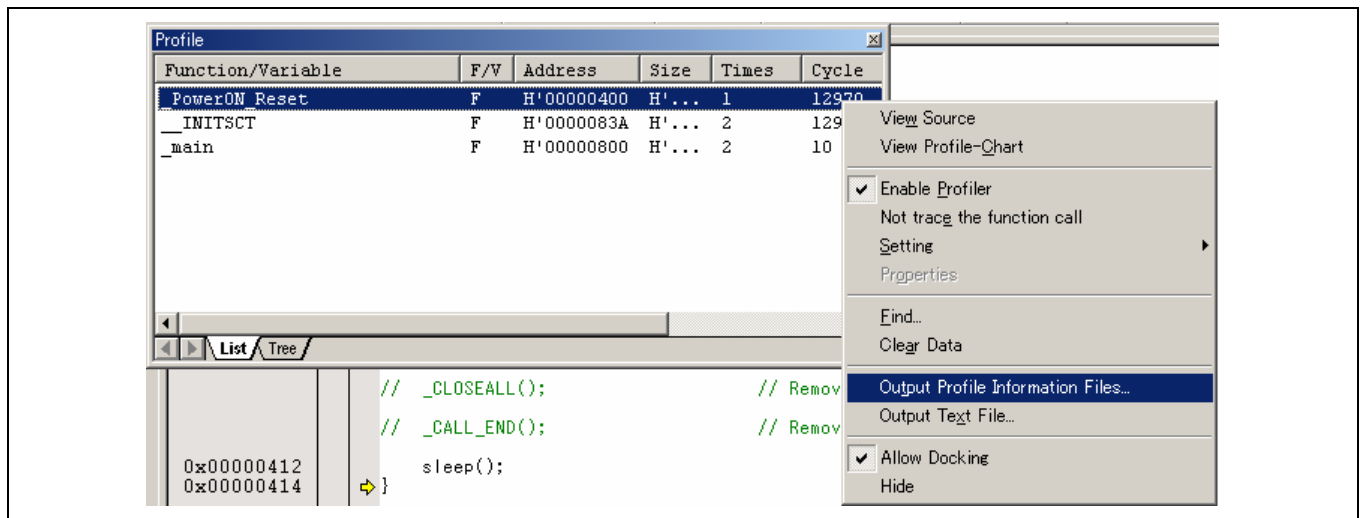 Profile
Function/Variable F/V Address Size Times Cycle
_PowerON_Reset F H'00000400 H'... 1 12970
__INITSCT F H'0000083A H'... 2 129
_main F H'00000800 H'... 2 10
View Source
View Profile-Chart
Enable Profiler
Not trace the function call
Setting
Properties
Find...
Clear Data
Output Profile Information Files...
Output Text File...
Allow Docking
Hide
List Tree
// _CLOSEALL(); // Remov
// _CALL_END(); // Remov
0x00000412 sleep();
0x00000414 }